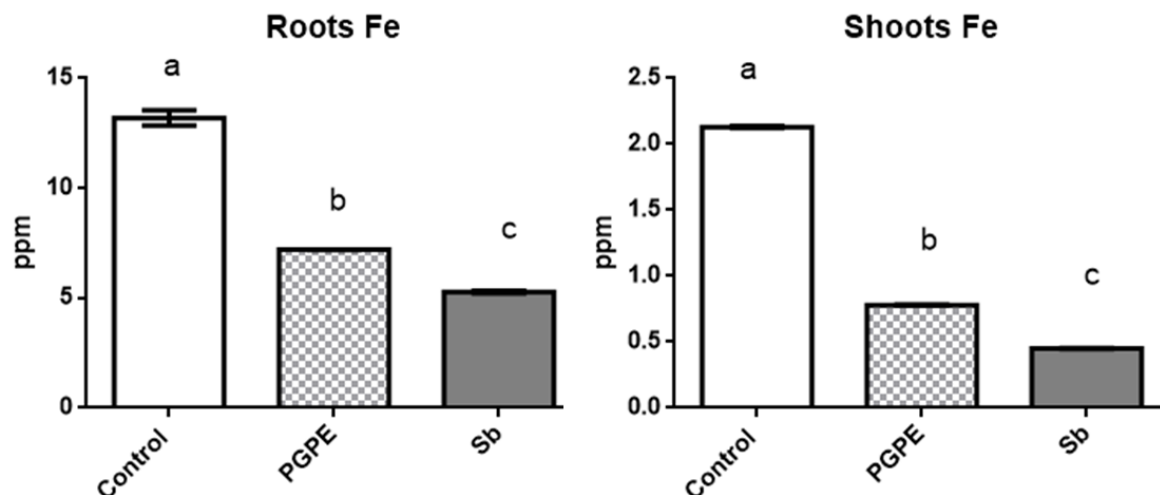 Roots Fe
a
15
10
5
0
ppm
b
c
Control
PGPE
Sb
Shoots Fe
a
2.5
2.0
1.5
1.0
0.5
0.0
ppm
b
c
Control
PGPE
Sb